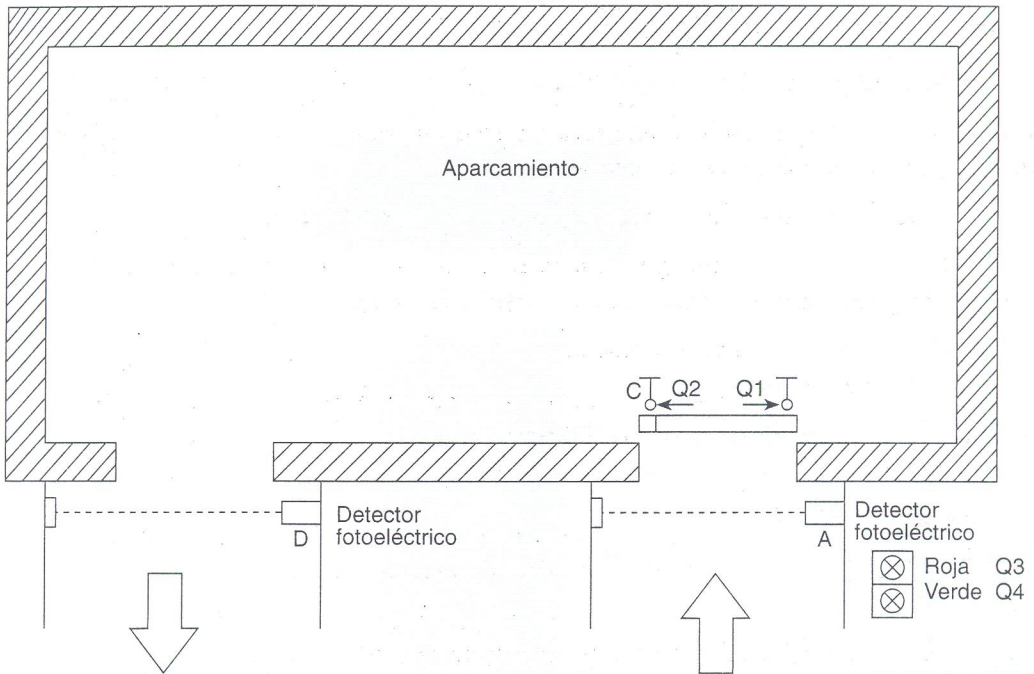 Aparcamiento
C Q2 Q1
D
Detector
fotoeléctrico
A
Detector
fotoeléctrico
Roja Q3
Verde Q4